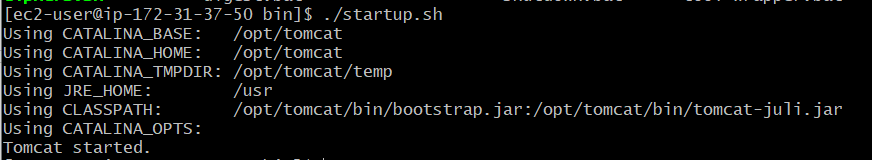 [ec2-user@ip-172-31-37-50 bin]$ ./startup.sh
Using CATALINA_BASE:   /opt/tomcat
Using CATALINA_HOME:   /opt/tomcat
Using CATALINA_TMPDIR: /opt/tomcat/temp
Using JRE_HOME:        /usr
Using CLASSPATH:       /opt/tomcat/bin/bootstrap.jar:/opt/tomcat/bin/tomcat-juli.jar
Using CATALINA_OPTS:
Tomcat started.